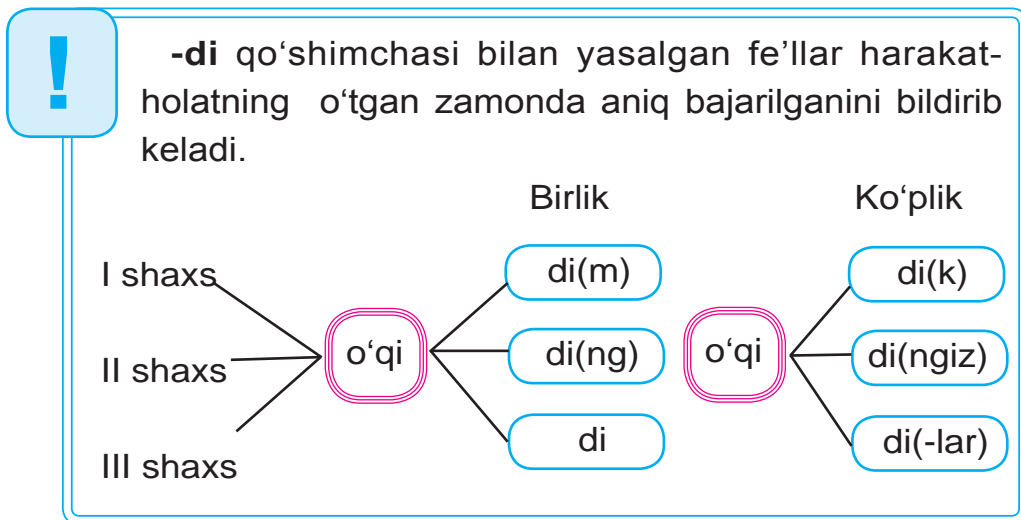 !
-di qo‘shimchasi bilan yasalgan fe’llar harakat-
holatning o‘tgan zamonda aniq bajarilganini bildirib
keladi.
Birlik Ko‘plik
I shaxs di(m) di(k)
II shaxs o‘qi di(ng) o‘qi di(ngiz)
III shaxs di di(-lar)